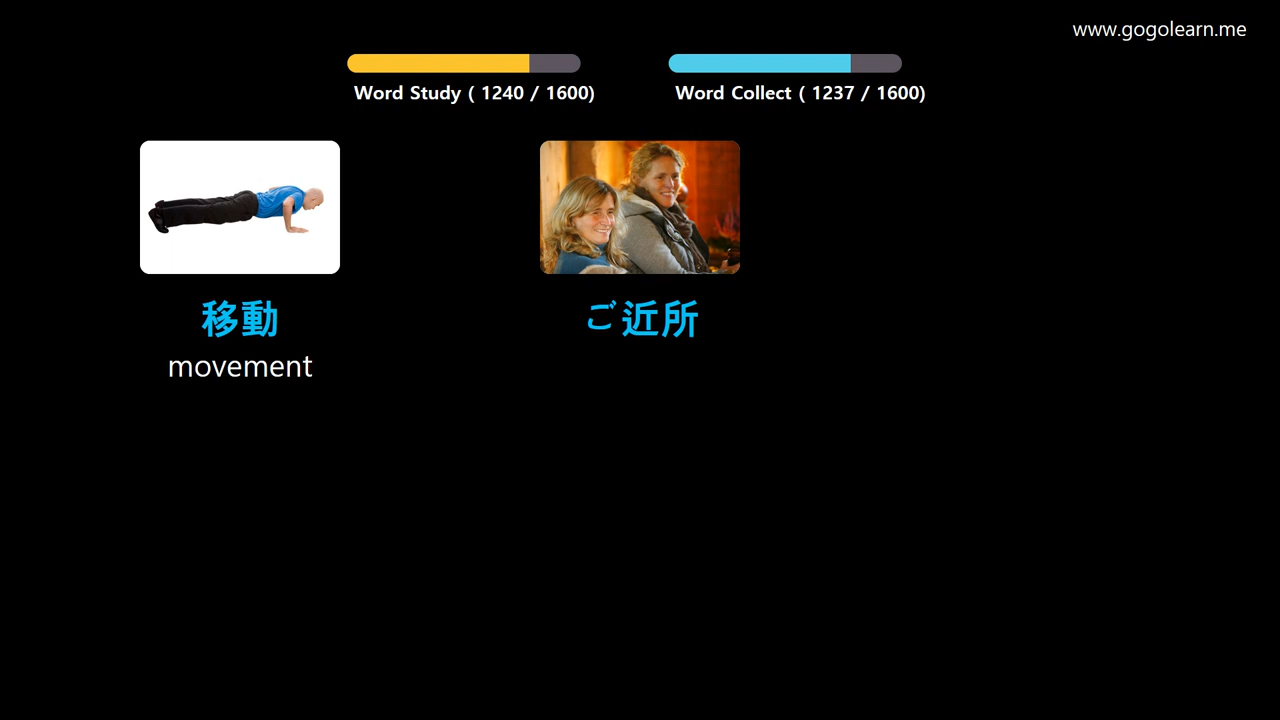 www.gogolearn.me
Word Study ( 1240 / 1600)
Word Collect ( 1237 / 1600)
移動
ご近所
movement